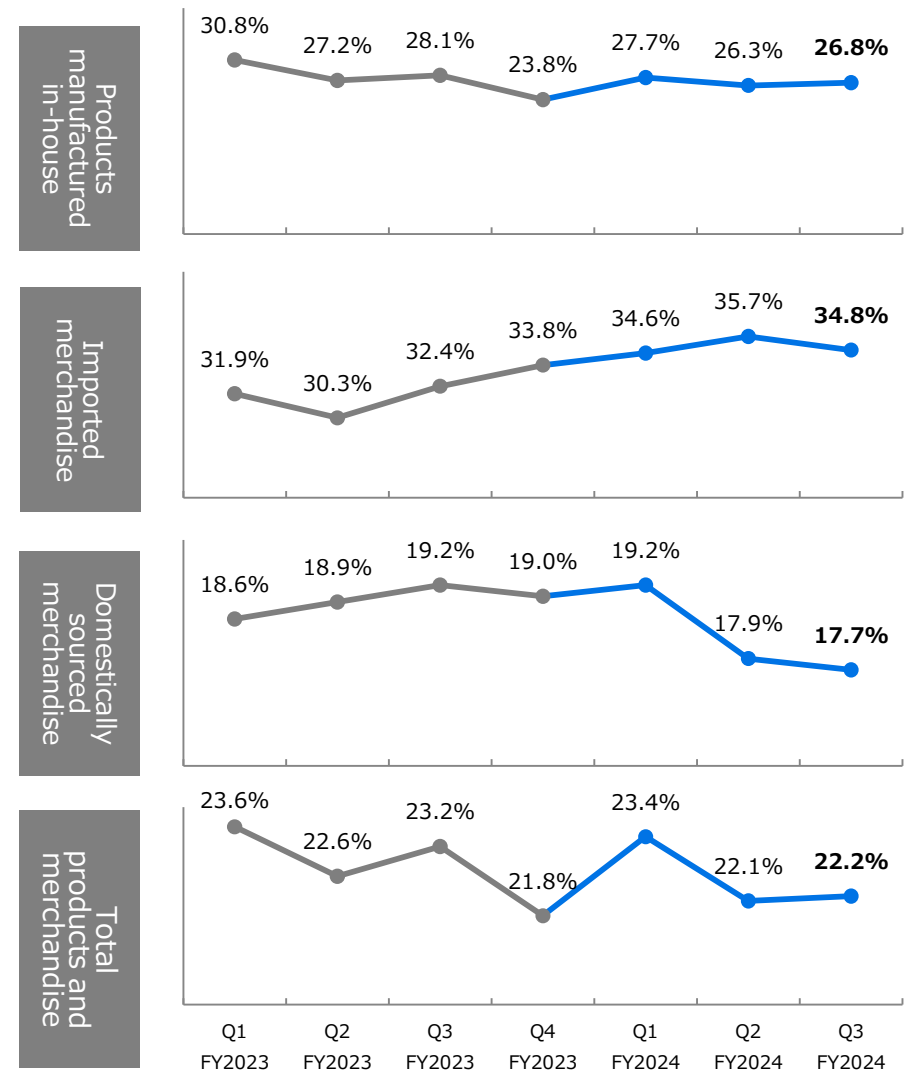 Products
manufactured
in-house
30.8%
27.2%
28.1%
23.8%
27.7%
26.3%
26.8%
Imported
merchandise
31.9%
30.3%
32.4%
33.8%
34.6%
35.7%
34.8%
Domestically
sourced
merchandise
18.6%
18.9%
19.2%
19.0%
19.2%
17.9%
17.7%
Total
products and
merchandise
23.6%
22.6%
23.2%
21.8%
23.4%
22.1%
22.2%
Q1 Q2 Q3 Q4 Q1 Q2 Q3
FY2023 FY2023 FY2023 FY2023 FY2024 FY2024 FY2024